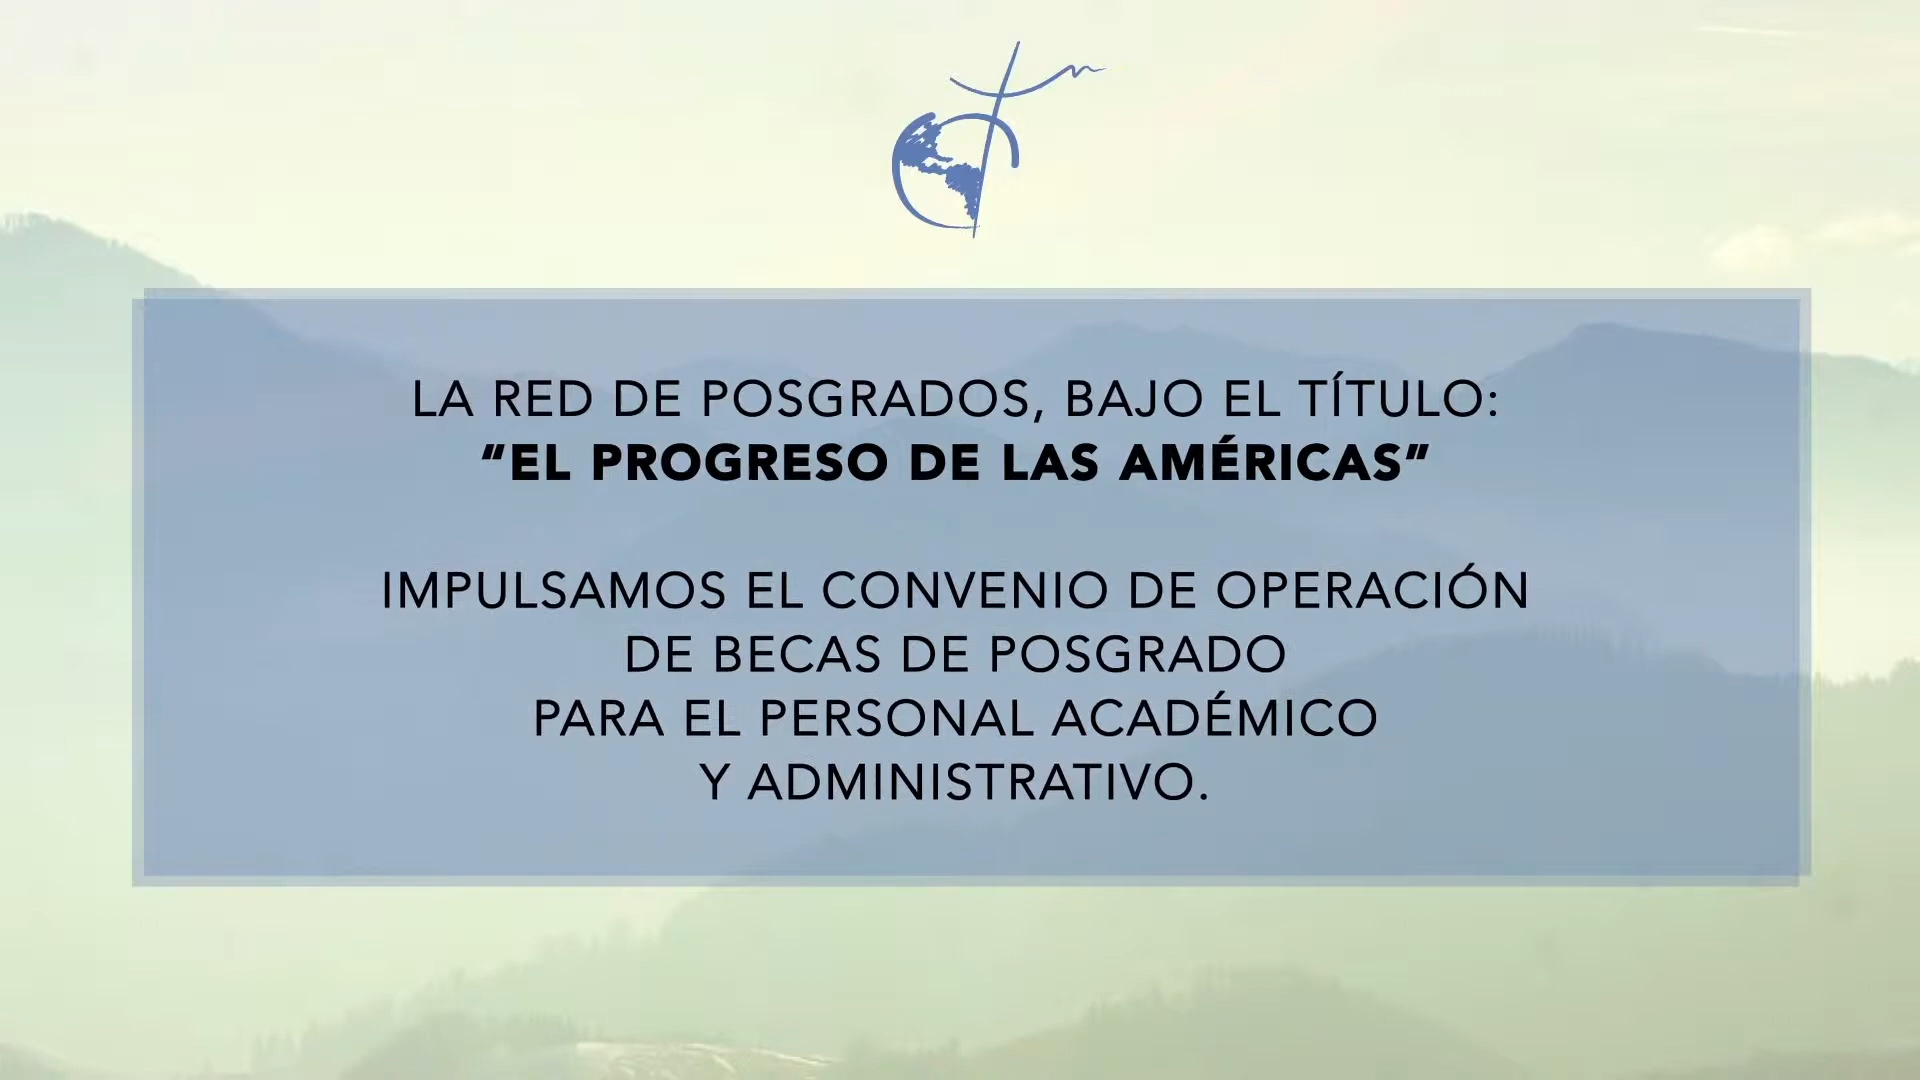 LA RED DE POSGRADOS, BAJO EL TÍTULO:
“EL PROGRESO DE LAS AMÉRICAS”
IMPULSAMOS EL CONVENIO DE OPERACIÓN
DE BECAS DE POSGRADO
PARA EL PERSONAL ACADÉMICO
Y ADMINISTRATIVO.